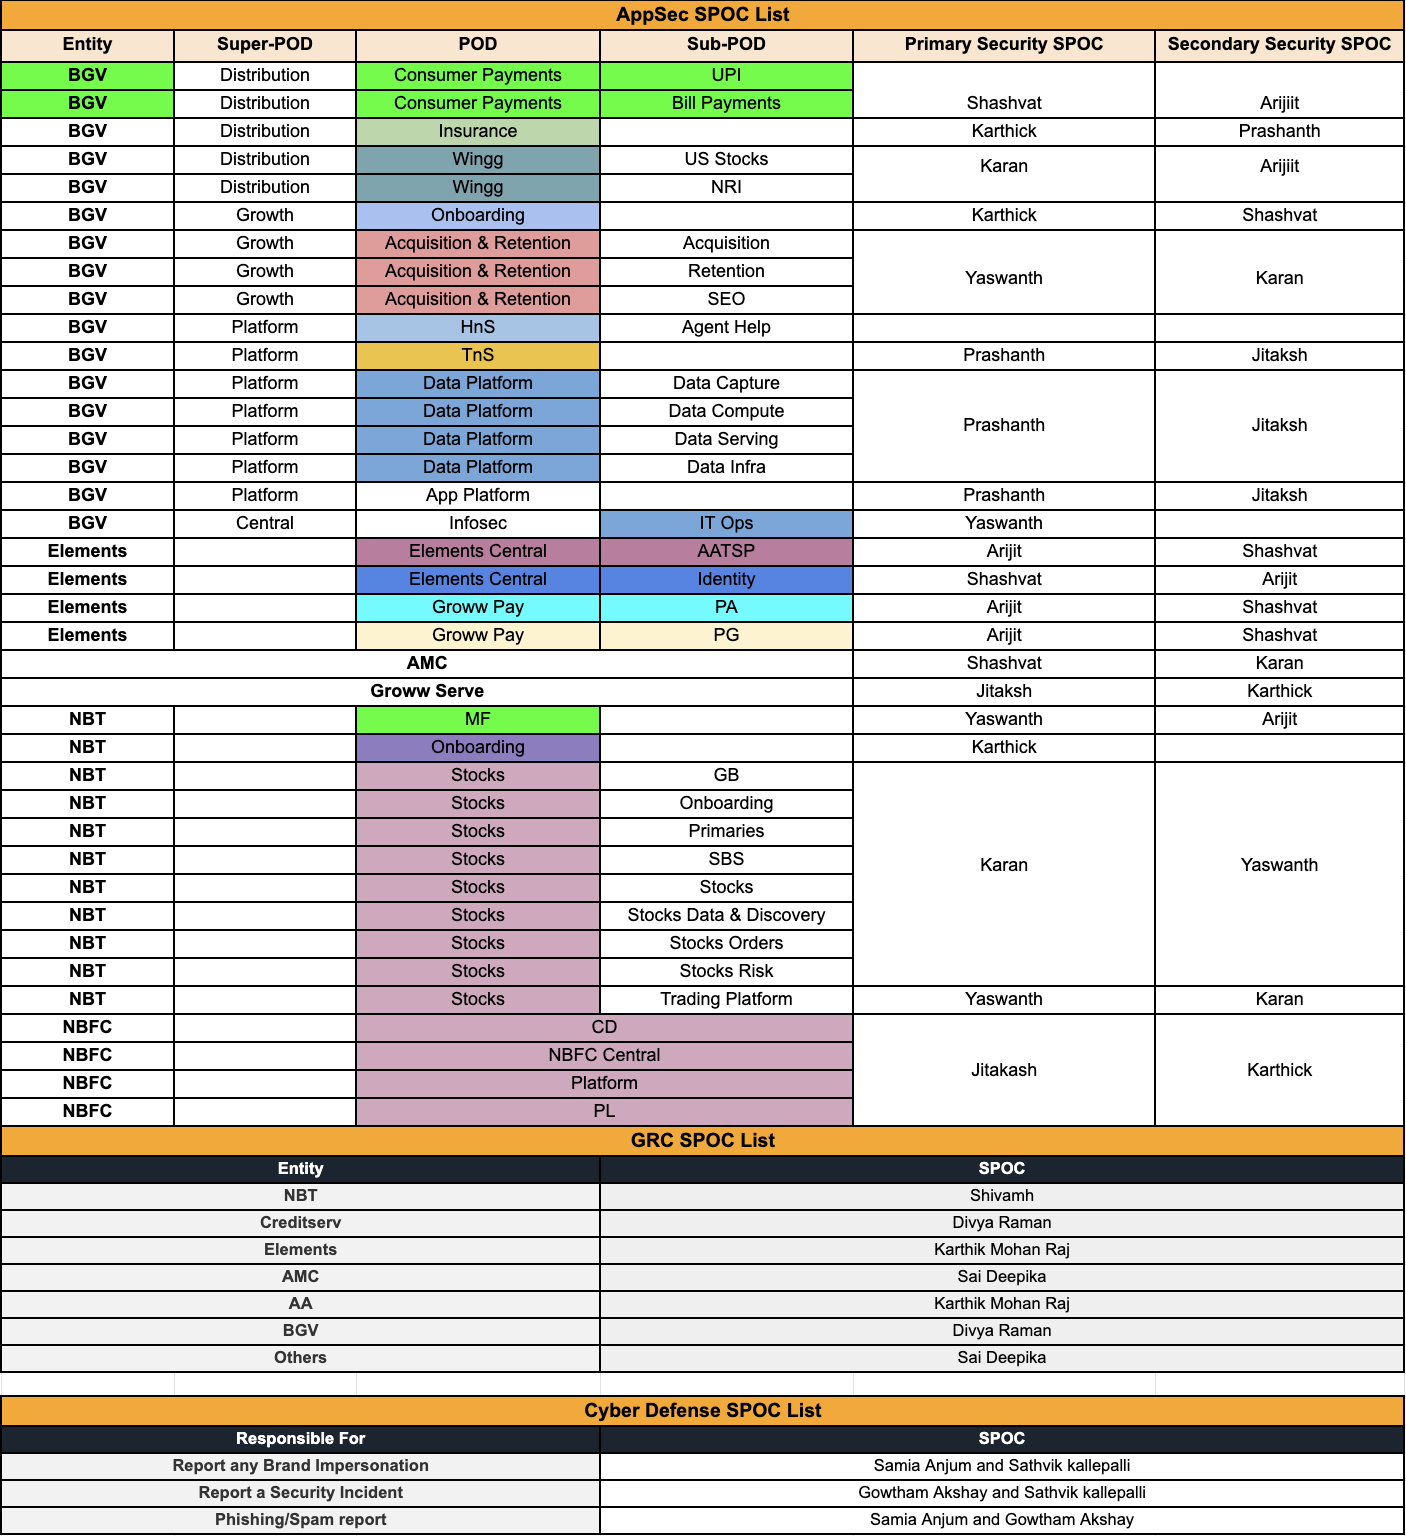 AppSec SPOC List
Entity Super-POD POD Sub-POD Primary Security SPOC Secondary Security SPOC
BGV Distribution Consumer Payments UPI
BGV Distribution Consumer Payments Bill Payments Shashvat Arijiit
BGV Distribution Insurance Karthick Prashanth
BGV Distribution Wingg US Stocks Karan Arijiit
BGV Distribution Wingg NRI
BGV Growth Onboarding Karthick Shashvat
BGV Growth Acquisition & Retention Acquisition
BGV Growth Acquisition & Retention Retention Yaswanth Karan
BGV Growth Acquisition & Retention SEO
BGV Platform HnS Agent Help
BGV Platform TnS Prashanth Jitaksh
BGV Platform Data Platform Data Capture
BGV Platform Data Platform Data Compute Prashanth Jitaksh
BGV Platform Data Platform Data Serving
BGV Platform Data Platform Data Infra
BGV Platform App Platform Prashanth Jitaksh
BGV Central Infosec IT Ops Yaswanth
Elements Elements Central AATSP Arijit Shashvat
Elements Elements Central Identity Shashvat Arijit
Elements Groww Pay PA Arijit Shashvat
Elements Groww Pay PG Arijit Shashvat
AMC Shashvat Karan
Groww Serve Jitaksh Karthick
NBT MF Yaswanth Arijit
NBT Onboarding Karthick
NBT Stocks GB
NBT Stocks Onboarding
NBT Stocks Primaries
NBT Stocks SBS Karan Yaswanth
NBT Stocks Stocks
NBT Stocks Stocks Data & Discovery
NBT Stocks Stocks Orders
NBT Stocks Stocks Risk
NBT Stocks Trading Platform Yaswanth Karan
NBFC CD
NBFC NBFC Central Jitakash Karthick
NBFC Platform
NBFC PL
GRC SPOC List
Entity SPOC
NBT Shivamh
Creditserv Divya Raman
Elements Karthik Mohan Raj
AMC Sai Deepika
AA Karthik Mohan Raj
BGV Divya Raman
Others Sai Deepika
Cyber Defense SPOC List
Responsible For SPOC
Report any Brand Impersonation Samia Anjum and Sathvik kallepalli
Report a Security Incident Gowtham Akshay and Sathvik kallepalli
Phishing/Spam report Samia Anjum and Gowtham Akshay